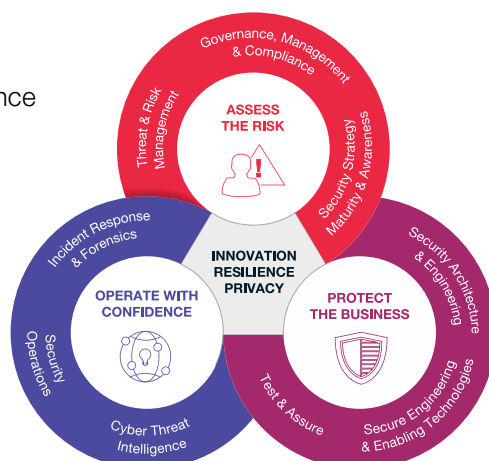 nce
Governance, Management
& Compliance
Threat & Risk
Management
ASSESS
THE RISK
Security Strategy
Maturity & Awareness
Incident Response
& Forensics
INNOVATION
RESILIENCE
PRIVACY
OPERATE WITH
CONFIDENCE
Security
Operations
Cyber Threat
Intelligence
PROTECT
THE BUSINESS
Security Architecture
& Engineering
Test & Assure
Secure Engineering
& Enabling Technologies